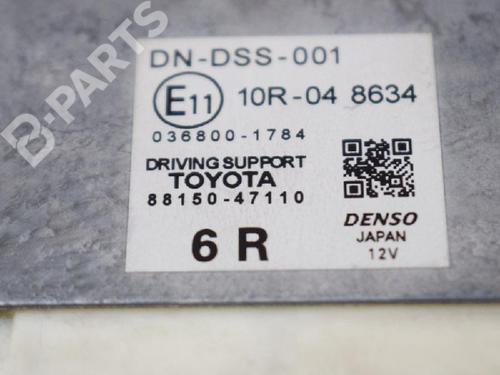 B-PARTS
DN-DSS-001
E11 10R-04 8634
036800-1784
DRIVING SUPPORT
TOYOTA
88150-47110
6 R
DENSO
JAPAN
12V